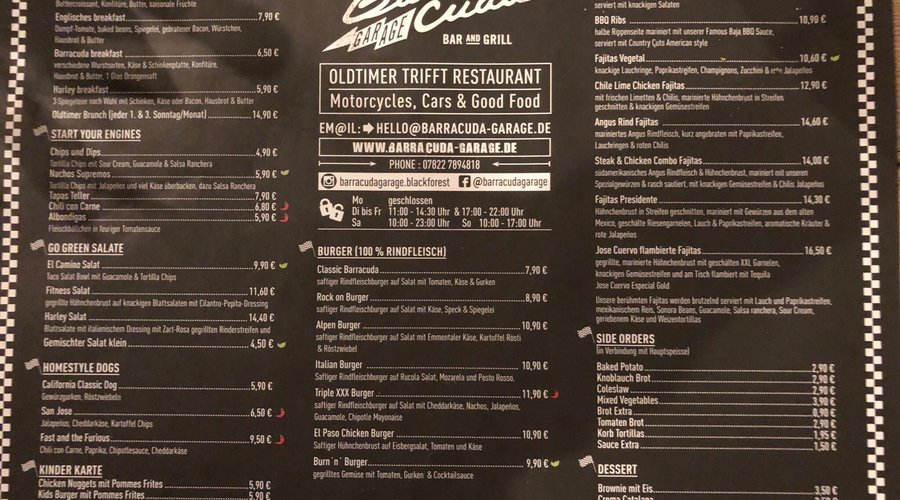 Buttercroissant, Konfitüre, Butter, saisonale Früchte
Englisches breakfast 7,90 €
Dampf-Tomate, baked beans, Spiegelei, gebratener Bacon, Würstchen,
Hausbrot & Butter
Barracuda breakfast 6,50 €
verschiedene Wurstsorten, Käse & Schinkenplatte, Konfitüre,
Hausbrot & Butter, 1 Glas Orangensaft
Harley breakfast 5,90 €
3 Spiegeleier nach Wahl mit Schinken, Käse oder Bacon, Hausbrot & Butter
Oldtimer Brunch (jeder 1. & 3. Sonntag/Monat) 14,90 €
START YOUR ENGINES
Chips und Dips 4,90 €
Tortilla Chips mit Sour Cream, Guacamole & Salsa Ranchera
Nachos Supremos 5,90 €
Tortilla Chips mit Jalapeños und viel Käse überbacken, dazu Salsa Ranchera
Tapas Teller 7,90 €
Chili con Carne 6,80 €
Albondigas 5,90 €
Fleischbällchen in feuriger Tomatensauce
GO GREEN SALATE
El Camino Salat 9,90 €
Taco Salat Bowl mit Guacamole & Tortilla Chips
Fitness Salat 11,60 €
gegrillte Hähnchenbrust auf knackigen Blattsalaten mit Cilantro-Pepita-Dressing
Harley Salat 14,40 €
Blattsalate mit italienischem Dressing mit Zart-Rosa gegrillten Rinderstreifen und
Gemischter Salat klein 4,50 €
HOMESTYLE DOGS
California Classic Dog 5,90 €
Gewürzgurken, Röstzwiebeln
San Jose 6,50 €
Jalapeños, Cheddarkäse, Kartoffel Chips
Fast and the Furious 9,50 €
Chili con Carne, Paprika, Chipotlesauce, Cheddarkäse
KINDER KARTE
Chicken Nuggets mit Pommes Frites 5,90 €
Kids Burger mit Pommes Frites 5,90 €
GARAGE
BAR AND GRILL
OLDTIMER TRIFFT RESTAURANT
Motorcycles, Cars & Good Food
EM@IL: HELLO@BARRACUDA-GARAGE.DE
WWW.BARRACUDA-GARAGE.DE
PHONE : 07822 7894818
barracudagarage.blackforest @barracudagarage
Mo geschlossen
Di bis Fr 11:00 - 14:30 Uhr & 17:00 - 22:00 Uhr
Sa 10:00 - 23:00 Uhr So 10:00 - 17:00 Uhr
BURGER (100 % RINDFLEISCH)
Classic Barracuda 7,90 €
saftiger Rindfleischburger auf Salat mit Tomaten, Käse & Gurken
Rock on Burger 8,90 €
saftiger Rindfleischburger auf Salat mit Käse, Speck & Spiegelei
Alpen Burger 10,90 €
saftiger Rindfleischburger auf Salat mit Emmentaler Käse, Kartoffel Rösti
& Röstzwiebel
Italian Burger 10,90 €
Saftiger Rindfleischburger auf Rucola Salat, Mozarela und Pesto Rosso.
Triple XXX Burger 11,90 €
saftiger Rindfleischburger auf Salat mit Cheddarkäse, Nachos, Jalapeños,
Guacamole, Chipotle Mayonaise
El Paso Chicken Burger 10,90 €
Saftiger Hühnchenbrust auf Eisbergsalat, Tomaten und Käse
Burn´n´ Burger 9,90 €
gegrilltes Gemüse mit Tomaten, Gurken & Cocktailsauce
serviert mit knackigen Salaten
BBQ Ribs 10,90 €
halbe Rippenseite mariniert mit unserer Famous Baja BBQ Sauce,
serviert mit Country Cuts American style
Fajitas Vegetal 10,60 €
knackige Lauchringe, Paprikastreifen, Champignons, Zucchini & rote Jalapeños
Chile Lime Chicken Fajitas 12,90 €
mit frischen Limetten & Chilis, marinierte Hähnchenbrust in Streifen
geschnitten & knackigen Gemüsestreifen
Angus Rind Fajitas 14,60 €
mariniertes Angus Rindfleisch, kurz angebraten mit Paprikastreifen,
Lauchringen & roten Chilis
Steak & Chicken Combo Fajitas 14,00 €
südamerikanisches Angus Rindfleisch & Hähnchen, mariniert mit unseren
Spezialgewürzen & rasch sautiert, mit knackigen Gemüsestreifen & Chilis Jalapeños
Fajitas Presidente 14,30 €
Hähnchenbrust in Streifen geschnitten, mariniert mit Gewürzen aus dem alten
Mexico, geschälte Riesengarnelen, Lauch & Paprikastreifen, aromatische Kräuter &
rote Jalapeños
Jose Cuervo flambierte Fajitas 16,50 €
gegrillte, marinierte Hähnchenbrust mit geschälten XXL Garnelen,
knackigen Gemüsestreifen und am Tisch flambiert mit Tequila
Jose Cuervo Especial Gold
Unsere berühmten Fajitas werden brutzelnd serviert mit Lauch und Paprikastreifen,
mexikanischem Reis, Sonora Beans, Guacamole, Salsa ranchera, Sour Cream,
geriebenem Käse und Weizentortillas
SIDE ORDERS
(in Verbindung mit Hauptspeisse)
Baked Potato 2,90 €
Knoblauch Brot 2,90 €
Coleslaw 2,90 €
Mixed Vegetables 3,90 €
Brot Extra 0,90 €
Tomaten Brot 2,90 €
Korb Tortillas 1,95 €
Sauce Extra 1,50 €
DESSERT
Brownie mit Eis 3,50 €
Crema Catalana